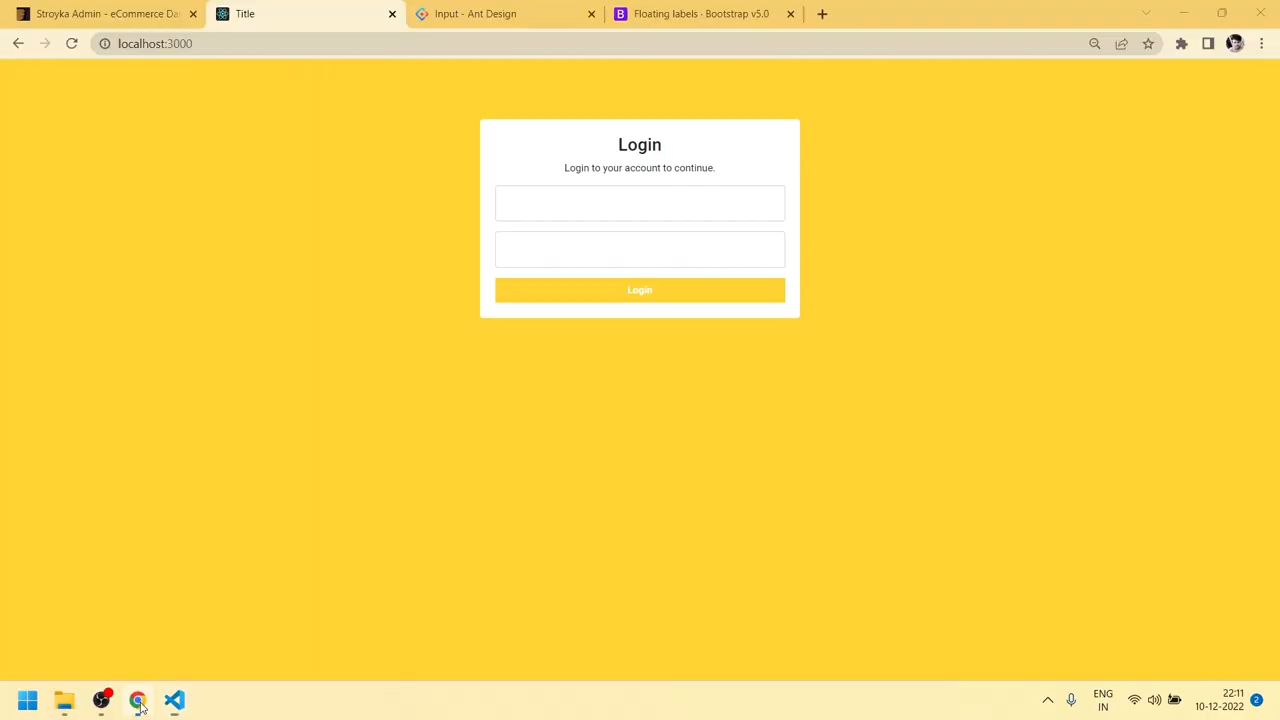 Stroyka Admin - eCommerce Da
Title
Input - Ant Design
Floating labels · Bootstrap v5.0
localhost:3000
Login
Login to your account to continue.
Login
ENG
IN
22:11
10-12-2022
2